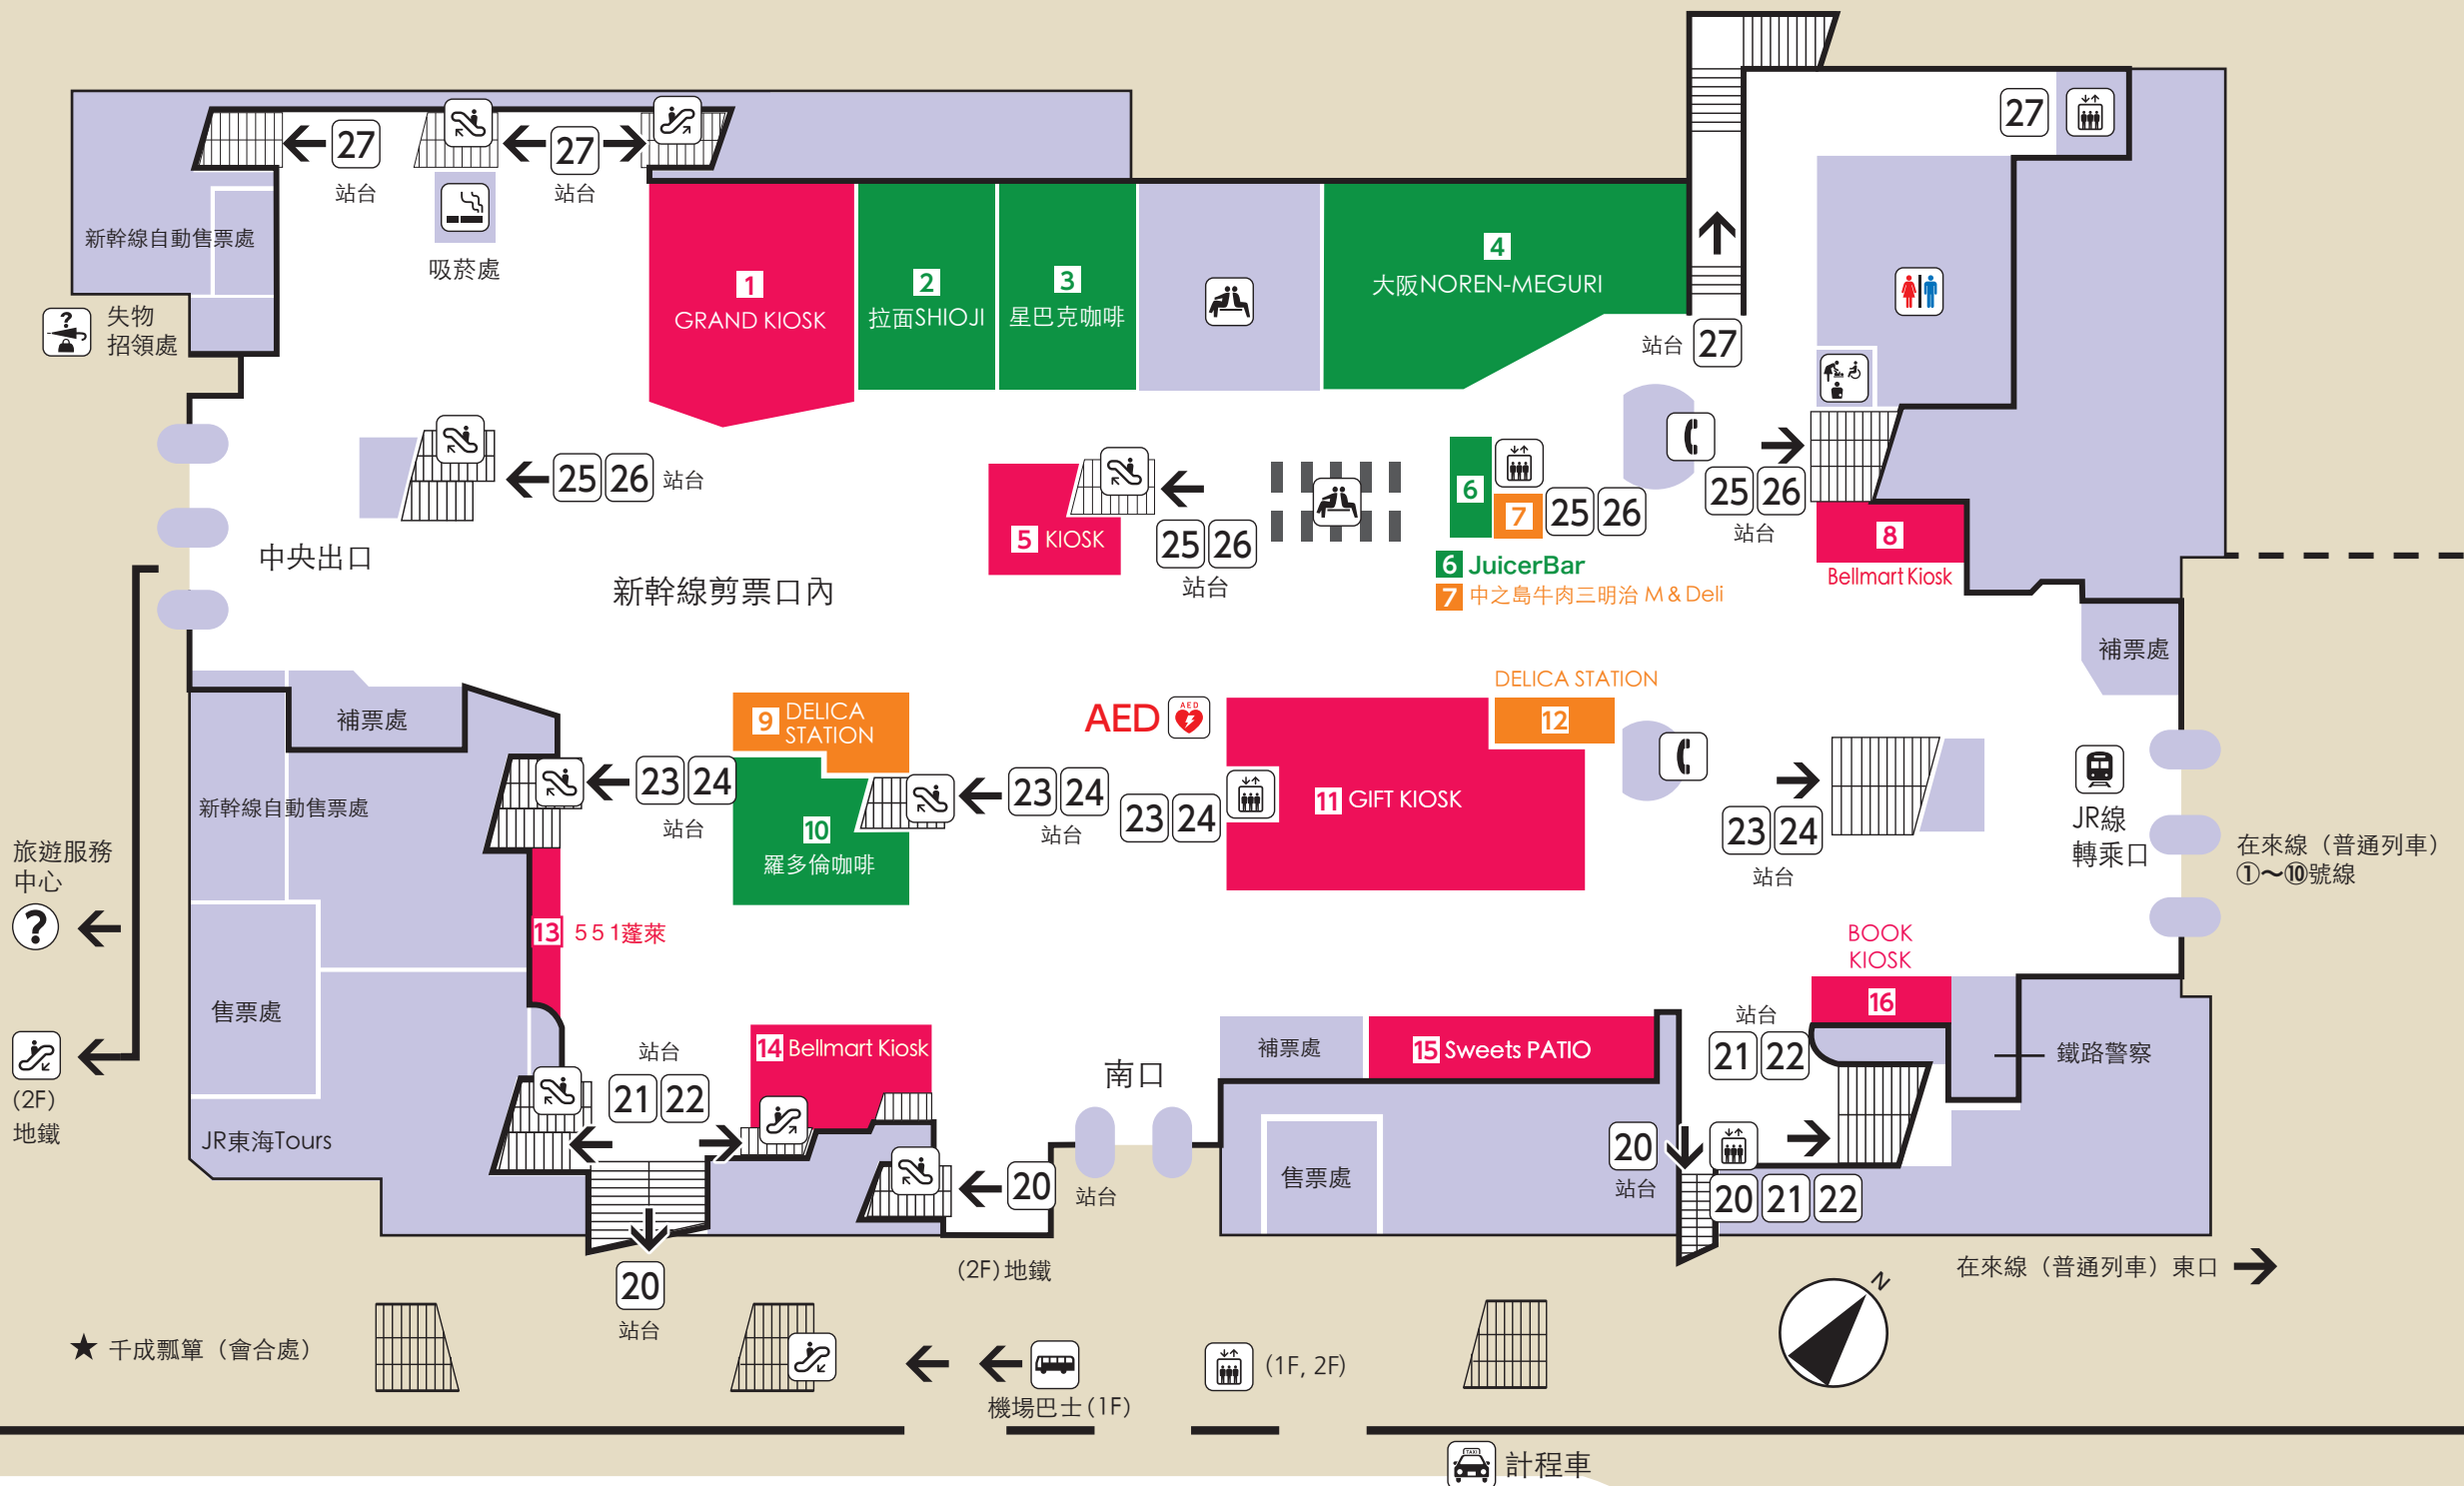 27
站台
27
站台
27
新幹線自動售票處
吸菸處
失物
招領處
1
GRAND KIOSK
2
拉面SHIOJI
3
星巴克咖啡
4
大阪NOREN-MEGURI
站台 27
25 26 站台
中央出口
新幹線剪票口內
5 KIOSK
25 26
站台
6
7
25 26
6 JuicerBar
7 中之島牛肉三明治 M & Deli
25 26
站台
8
Bellmart Kiosk
補票處
補票處
新幹線自動售票處
23 24
站台
9 DELICA
STATION
10
羅多倫咖啡
23 24
站台
AED
AED
23 24
11 GIFT KIOSK
DELICA STATION
12
23 24
站台
JR線
轉乘口
在來線（普通列車）
①～⑩號線
旅遊服務
中心
?
(2F)
地鐵
售票處
JR東海Tours
13 551蓬萊
站台
21 22
14 Bellmart Kiosk
20
站台
20
站台
南口
(2F)地鐵
補票處
15 Sweets PATIO
售票處
BOOK
KIOSK
16
站台
21 22
鐵路警察
20
站台
20 21 22
在來線（普通列車）東口
N
★ 千成瓢簞（會合處）
機場巴士(1F)
(1F, 2F)
TAXI
計程車